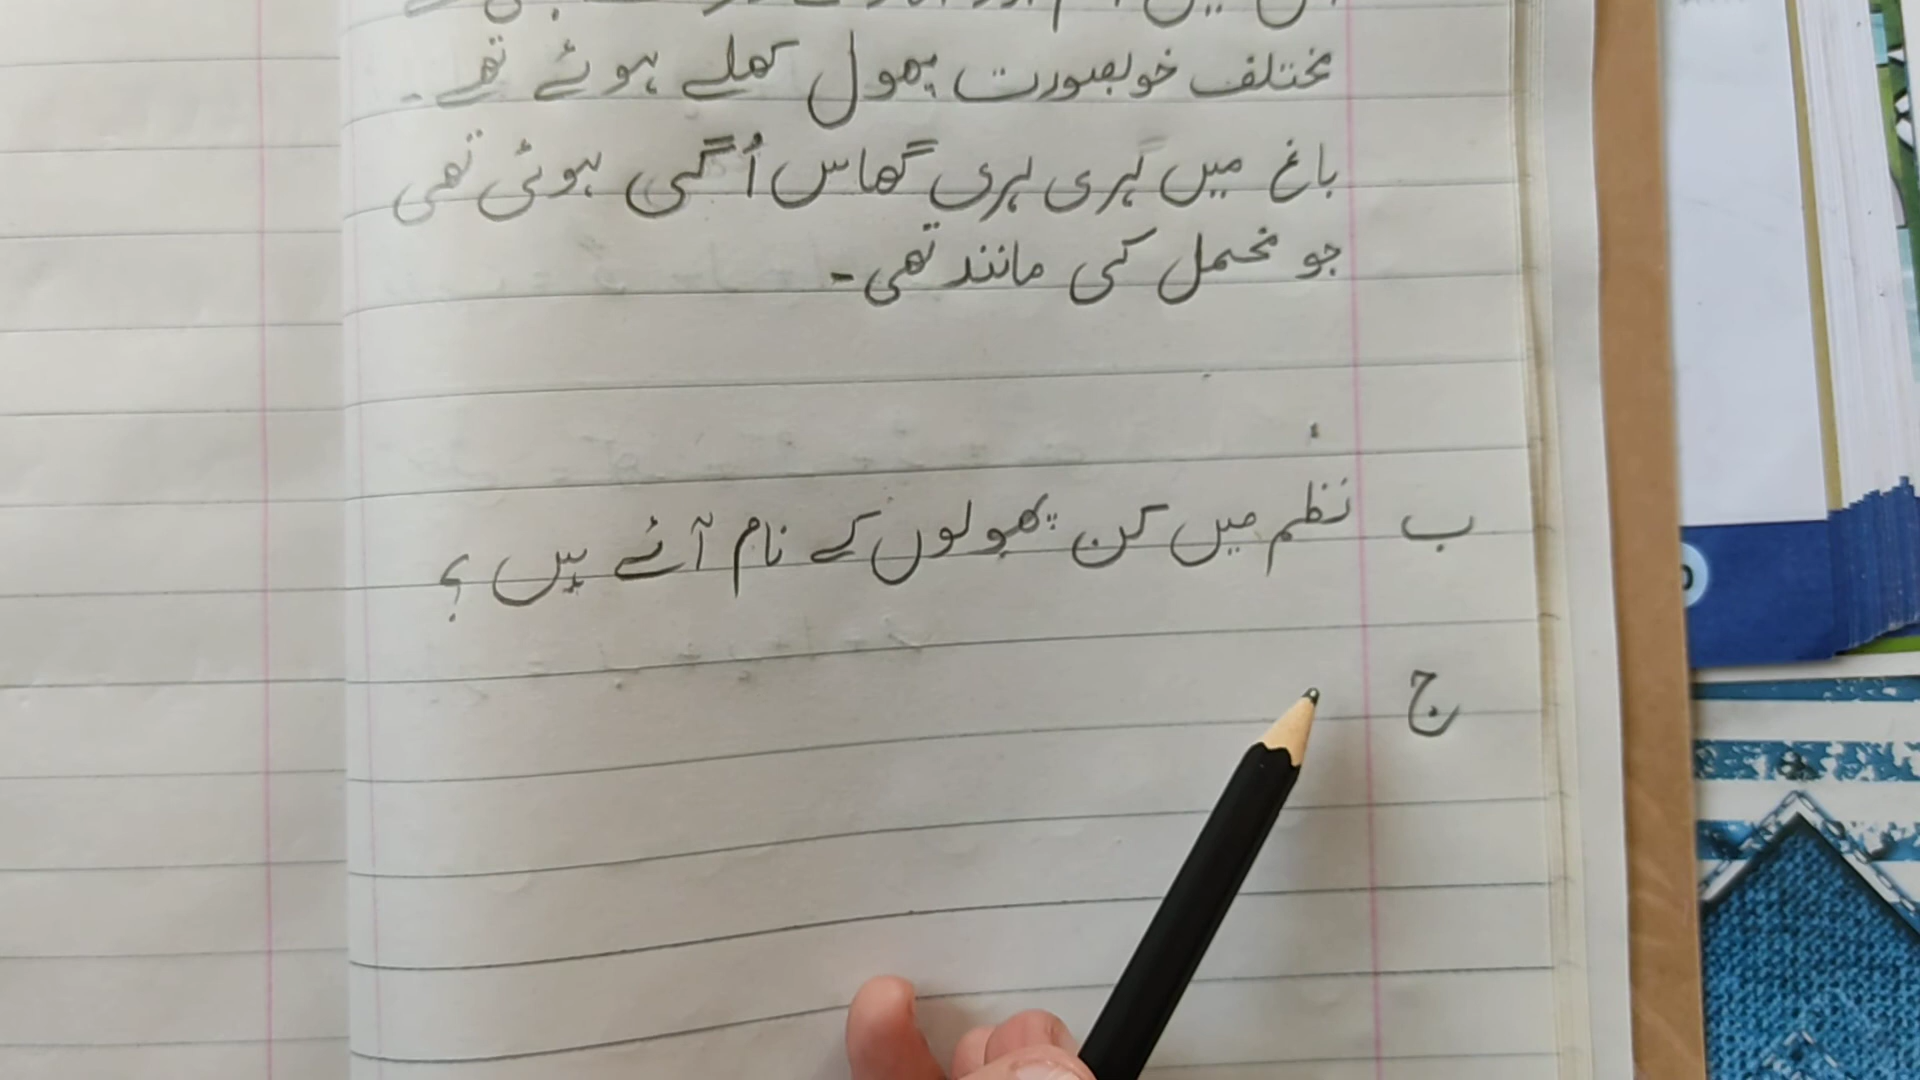 مختلف خوبصورت پھول کھلے ہوئے تھے۔
باغ میں ہری ہری گھاس اُگی ہوئی تھی
جو مخمل کی مانند تھی۔
ب نظم میں کن پھولوں کے نام آئے ہیں؟
ج